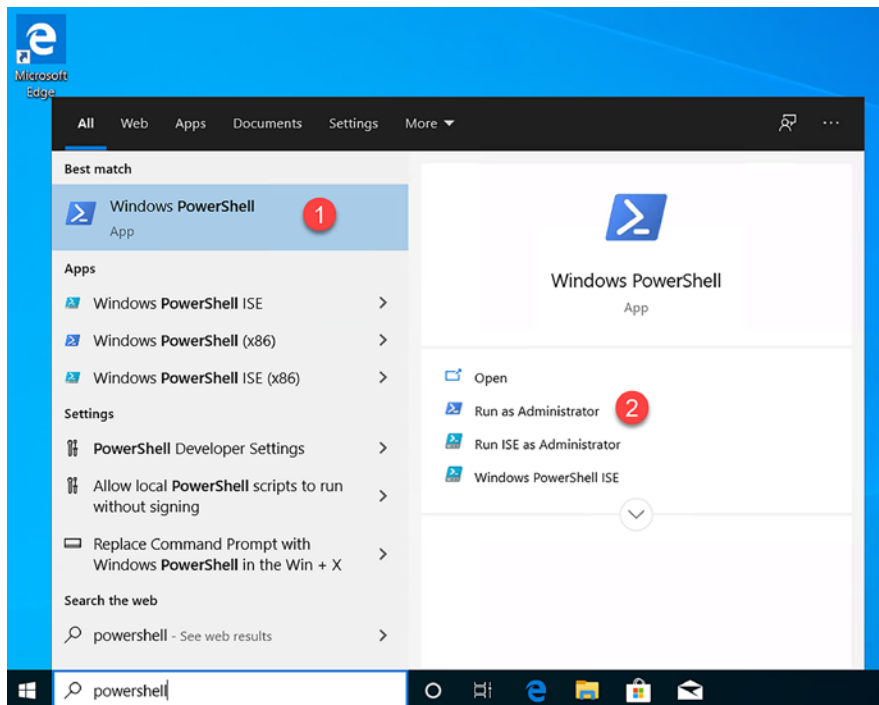 Microsoft
Edge
All Web Apps Documents Settings More
Best match
Windows PowerShell
App
1
Apps
Windows PowerShell ISE
Windows PowerShell (x86)
Windows PowerShell ISE (x86)
Settings
PowerShell Developer Settings
Allow local PowerShell scripts to run
without signing
Replace Command Prompt with
Windows PowerShell in the Win + X
Search the web
powershell - See web results
Windows PowerShell
App
Open
Run as Administrator
2
Run ISE as Administrator
Windows PowerShell ISE
powershell